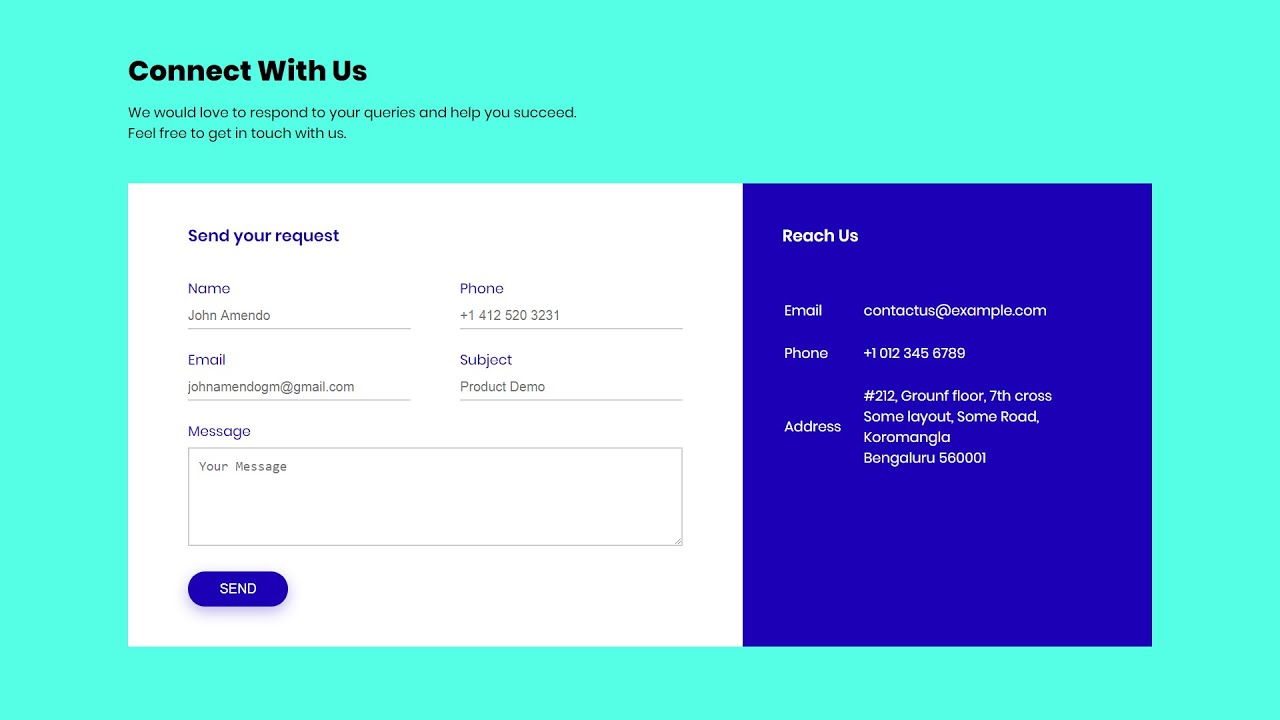 Connect With Us
We would love to respond to your queries and help you succeed.
Feel free to get in touch with us.
Send your request
Name
John Amendo
Phone
+1 412 520 3231
Email
johnamendogm@gmail.com
Subject
Product Demo
Message
Your Message
SEND
Reach Us
Email
contactus@example.com
Phone
+1 012 345 6789
Address
#212, Grounf floor, 7th cross
Some layout, Some Road,
Koromangla
Bengaluru 560001